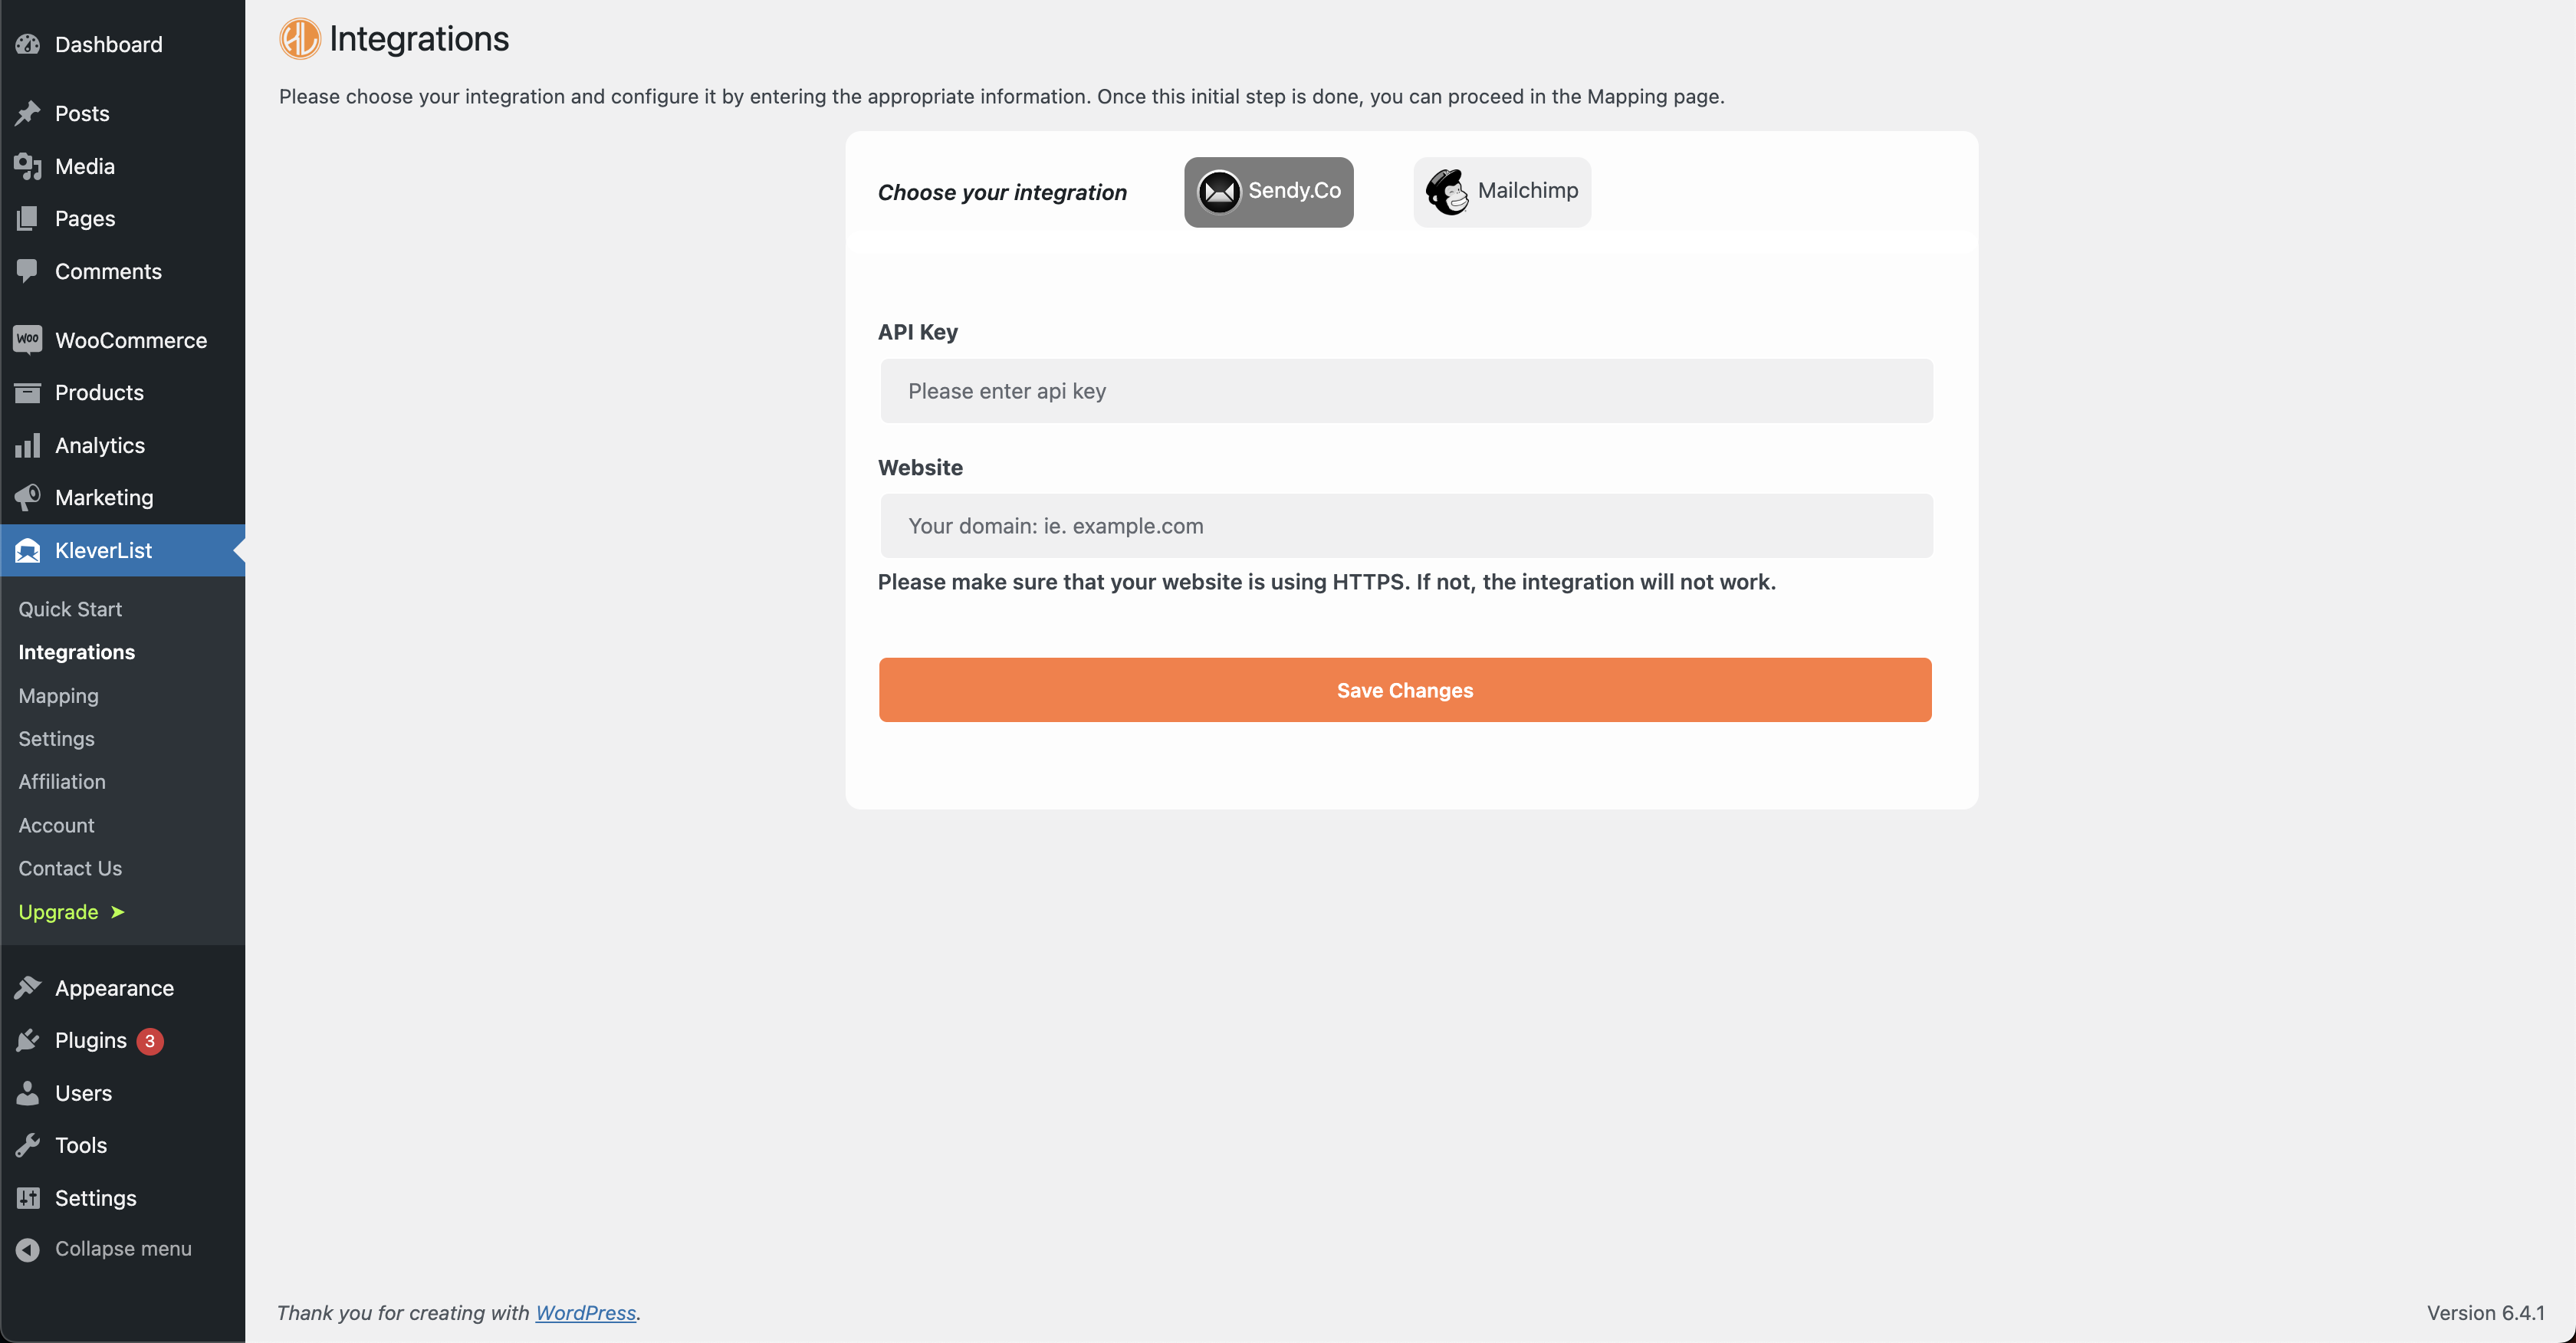 Dashboard
Posts
Media
Pages
Comments
Woo WooCommerce
Products
Analytics
Marketing
KleverList
Quick Start
Integrations
Mapping
Settings
Affiliation
Account
Contact Us
Upgrade ➤
Appearance
Plugins 3
Users
Tools
Settings
Collapse menu
Integrations
Please choose your integration and configure it by entering the appropriate information. Once this initial step is done, you can proceed in the Mapping page.
Choose your integration Sendy.Co Mailchimp
API Key
Please enter api key
Website
Your domain: ie. example.com
Please make sure that your website is using HTTPS. If not, the integration will not work.
Save Changes
Thank you for creating with WordPress.
Version 6.4.1